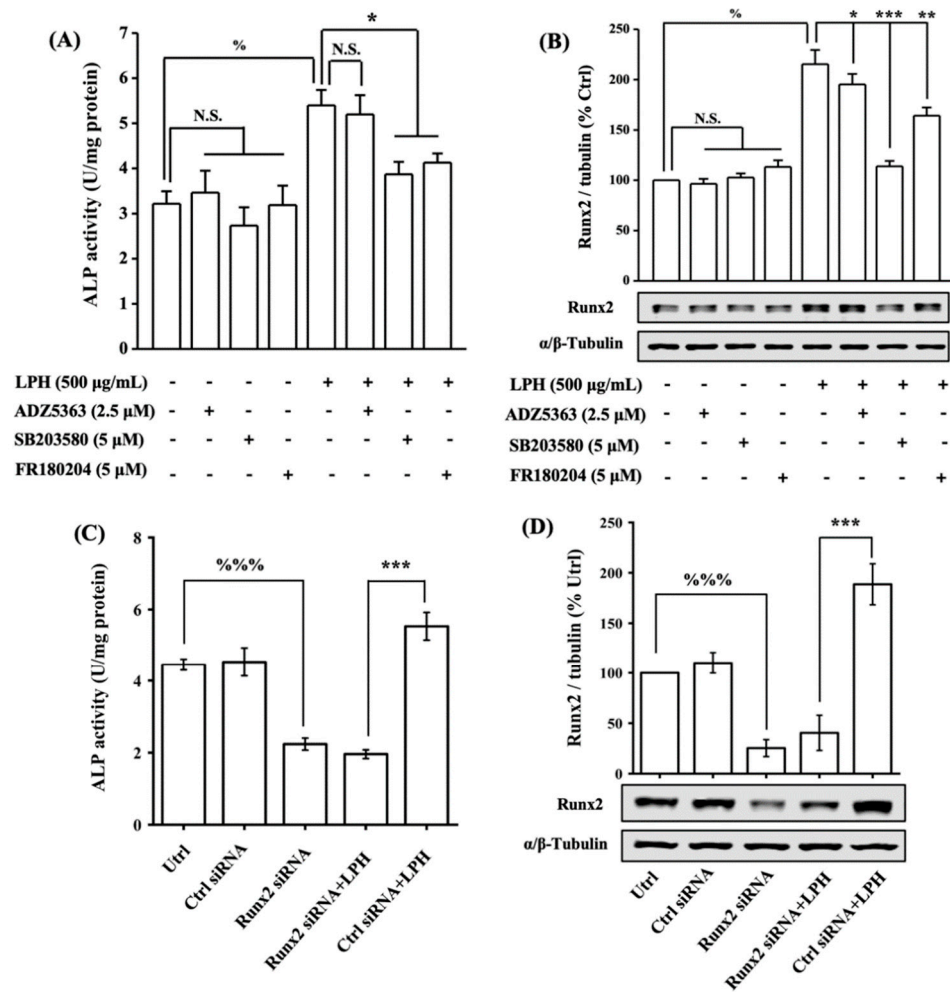 (A)
ALP activity (U/mg protein)
7
6
5
4
3
2
1
0
%
N.S.
*
N.S.
LPH (500 μg/mL) - - - - + + + +
ADZ5363 (2.5 μM) - + - - - + - -
SB203580 (5 μM) - - + - - - + -
FR180204 (5 μM) - - - + - - - +
(B)
Runx2 / tubulin (% Ctrl)
250
200
150
100
50
0
%
N.S.
* *** **
Runx2
α/β-Tubulin
LPH (500 μg/mL) - - - - + + + +
ADZ5363 (2.5 μM) - + - - - + - -
SB203580 (5 μM) - - + - - - + -
FR180204 (5 μM) - - - + - - - +
(C)
ALP activity (U/mg protein)
8
6
4
2
0
%%%
***
Utrl
Ctrl siRNA
Runx2 siRNA
Runx2 siRNA+LPH
Ctrl siRNA+LPH
(D)
Runx2 / tubulin (% Utrl)
250
200
150
100
50
0
%%%
***
Runx2
α/β-Tubulin
Utrl
Ctrl siRNA
Runx2 siRNA
Runx2 siRNA+LPH
Ctrl siRNA+LPH